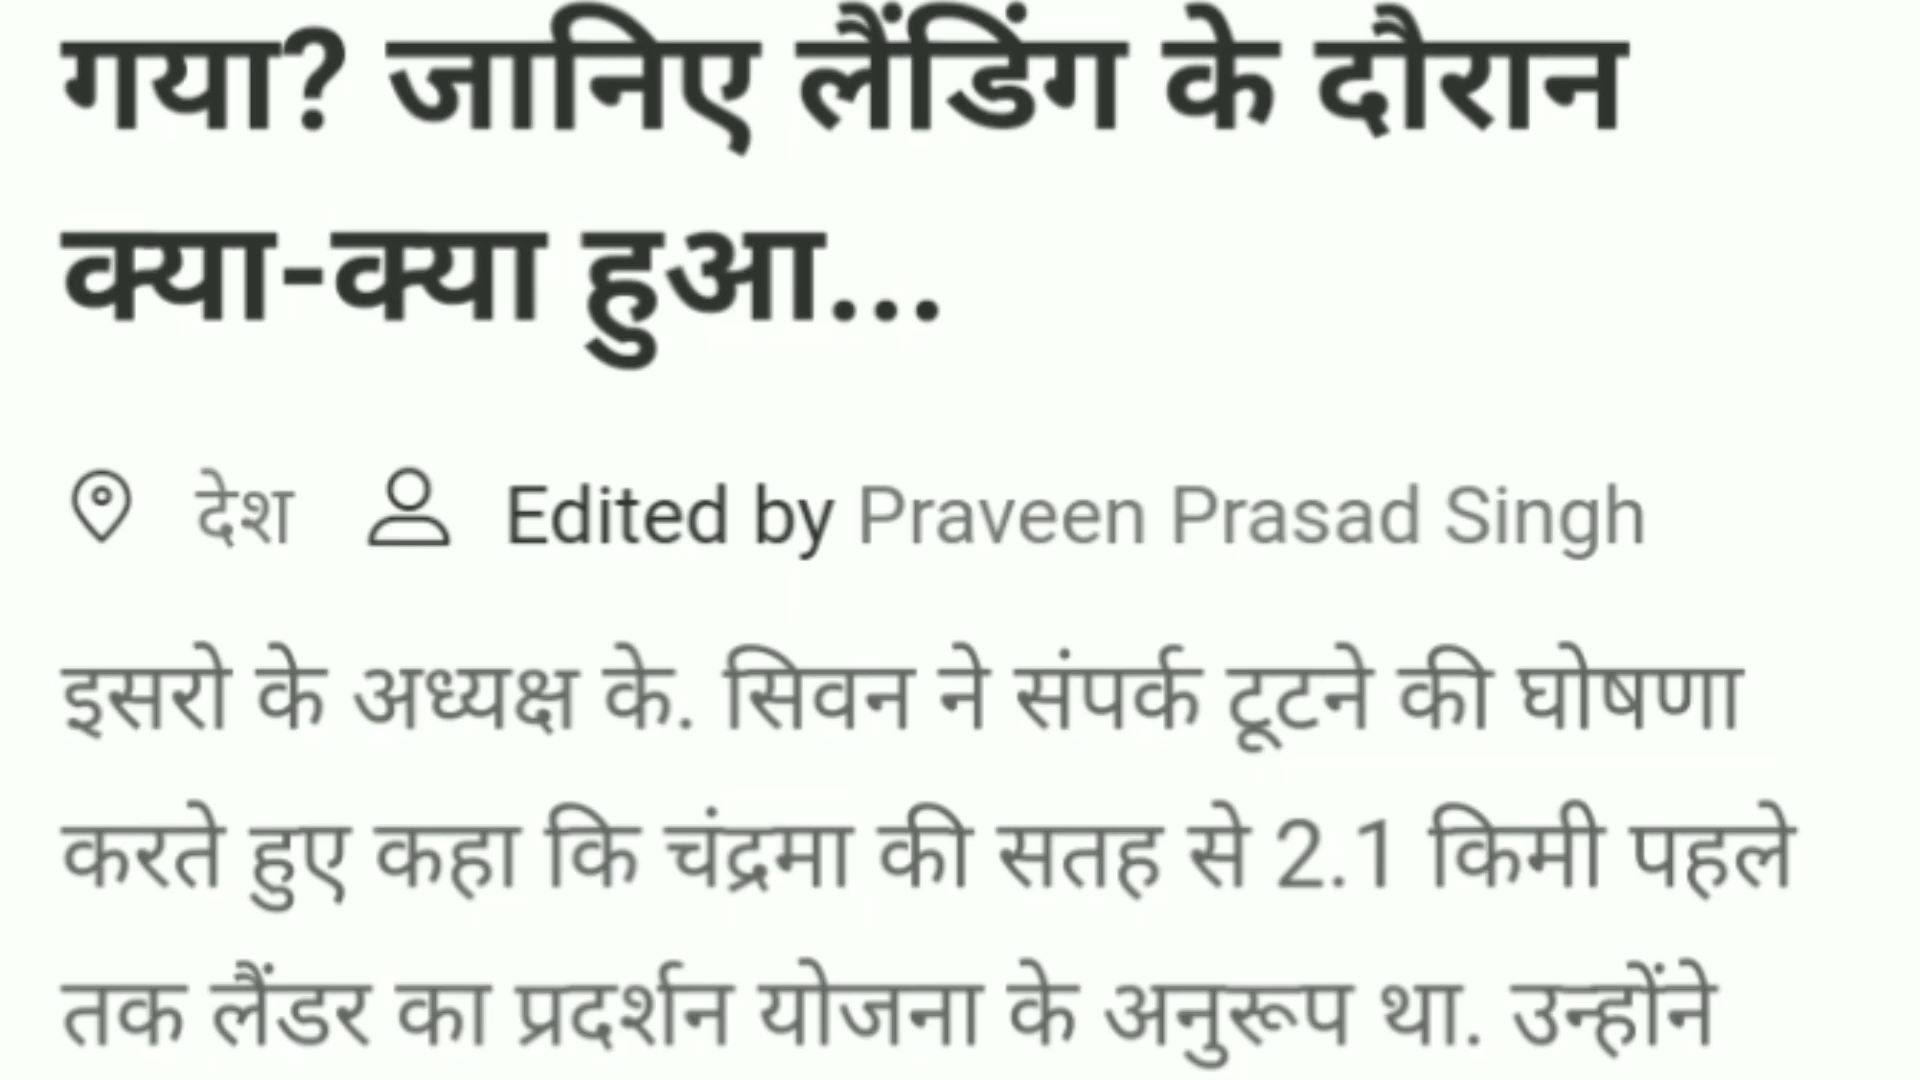 गया? जानिए लैंडिंग के दौरान
क्या-क्या हुआ...
देश Edited by Praveen Prasad Singh
इसरो के अध्यक्ष के. सिवन ने संपर्क टूटने की घोषणा
करते हुए कहा कि चंद्रमा की सतह से 2.1 किमी पहले
तक लैंडर का प्रदर्शन योजना के अनुरूप था. उन्होंने